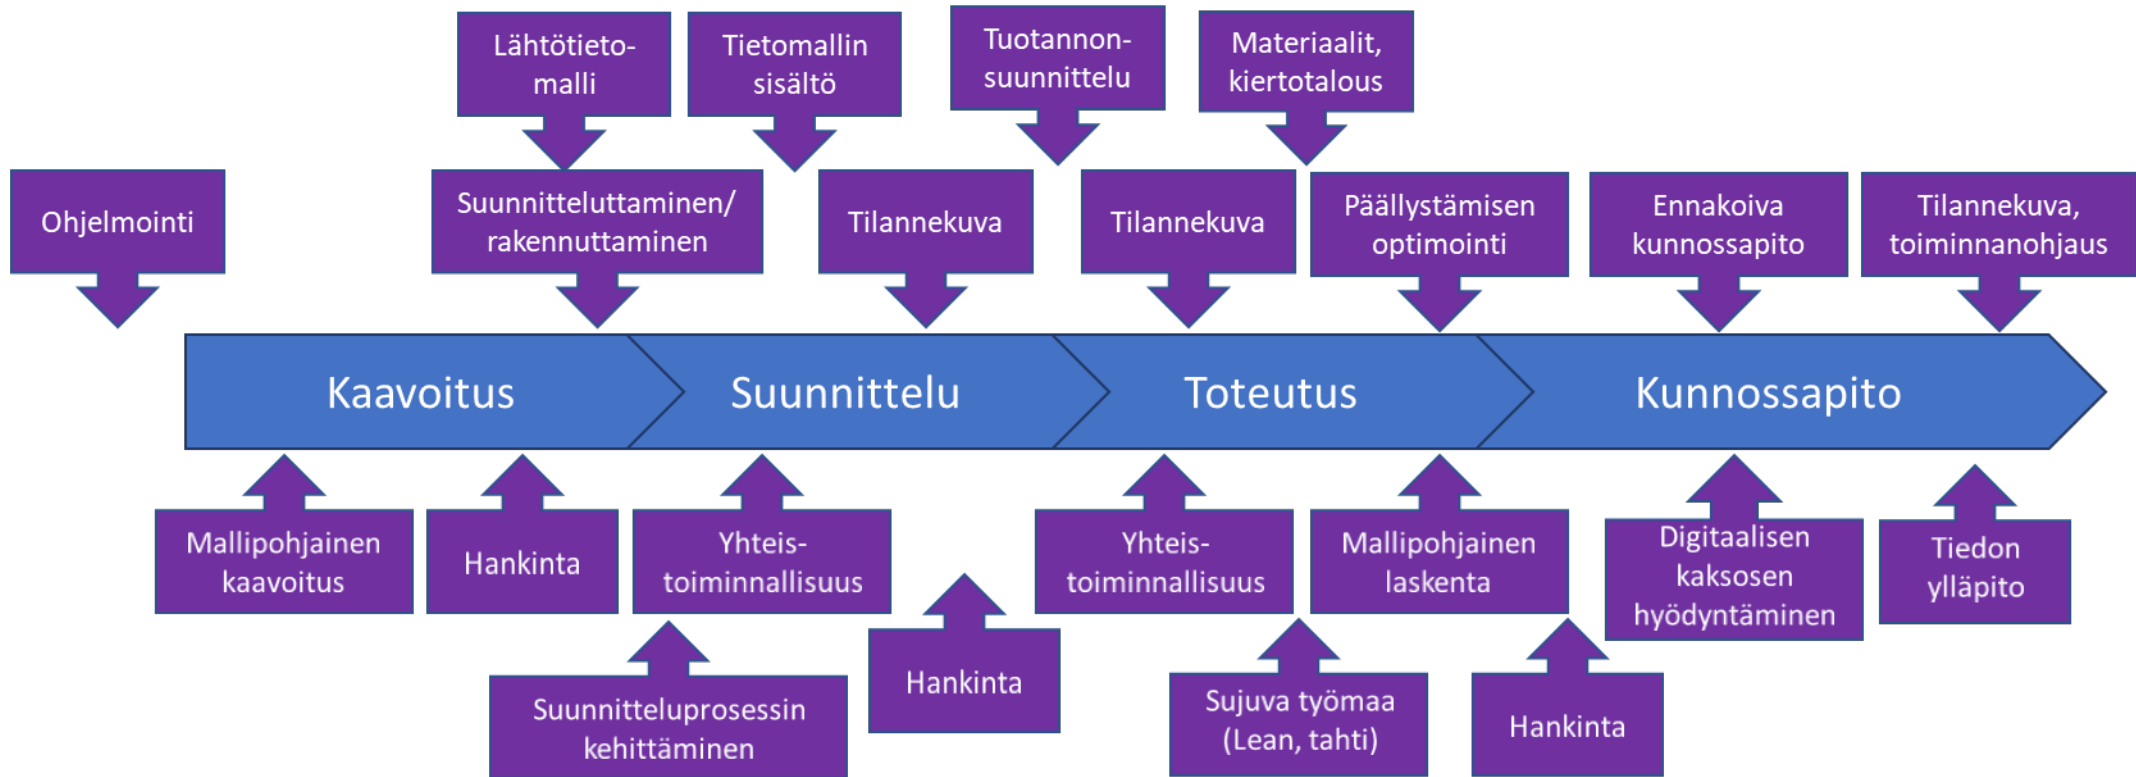 Lähtötieto-
malli
Tietomallin
sisältö
Tuotannon-
suunnittelu
Materiaalit,
kiertotalous
Ohjelmointi
Suunnitteluttaminen/
rakennuttaminen
Tilannekuva
Tilannekuva
Päällystämisen
optimointi
Ennakoiva
kunnossapito
Tilannekuva,
toiminnanohjaus
Kaavoitus
Suunnittelu
Toteutus
Kunnossapito
Mallipohjainen
kaavoitus
Hankinta
Yhteis-
toiminnallisuus
Yhteis-
toiminnallisuus
Mallipohjainen
laskenta
Digitaalisen
kaksosen
hyödyntäminen
Tiedon
ylläpito
Suunnitteluprosessin
kehittäminen
Hankinta
Sujuva työmaa
(Lean, tahti)
Hankinta